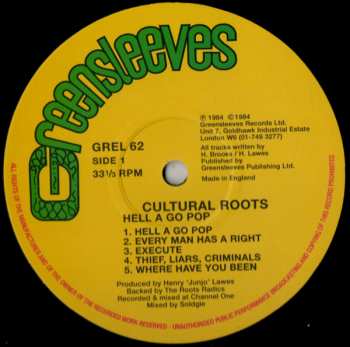 Greensleeves
GREL 62
SIDE 1
33⅓ RPM
℗ 1984 ©1984
Greensleeves Records Ltd.
Unit 7, Goldhawk Industrial Estate
London W6 (01-749 3277)
All tracks written by
H. Brooks / H. Lawes
Published by
Greensleeves Publishing Ltd.
Made in England
CULTURAL ROOTS
HELL A GO POP
1. HELL A GO POP
2. EVERY MAN HAS A RIGHT
3. EXECUTE
4. THIEF, LIARS, CRIMINALS
5. WHERE HAVE YOU BEEN
Produced by Henry 'Junjo' Lawes
Backed by The Roots Radics
Recorded & mixed at Channel One
Mixed by Soldgie
ALL RIGHTS OF THE MANUFACTURER AND OF THE OWNER OF THE RECORDED WORK RESERVED - UNAUTHORISED PUBLIC PERFORMANCE BROADCASTING AND COPYING OF THIS RECORD PROHIBITED